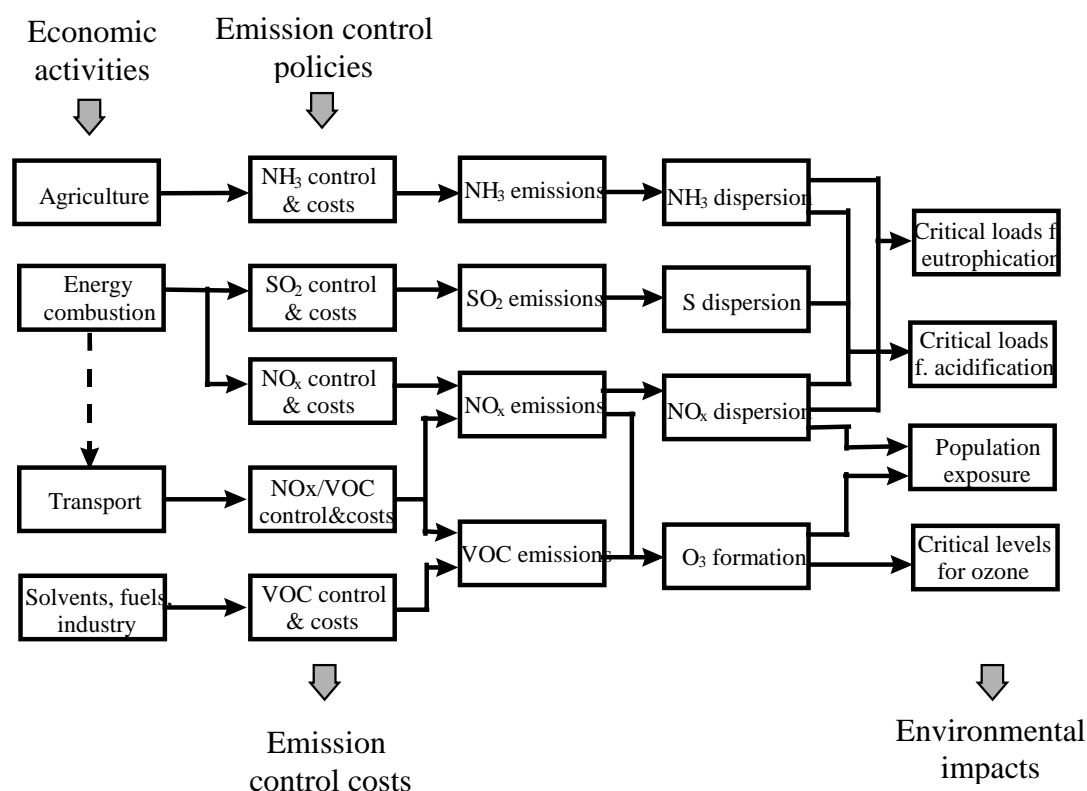 Economic
activities
Emission control
policies
Agriculture
NH₃ control
& costs
NH₃ emissions
NH₃ dispersion
Critical loads f.
eutrophication
Energy
combustion
SO₂ control
& costs
SO₂ emissions
S dispersion
Critical loads
f. acidification
NOₓ control
& costs
NOₓ emissions
NOₓ dispersion
Population
exposure
Transport
NOx/VOC
control&costs
VOC emissions
O₃ formation
Critical levels
for ozone
Solvents, fuels,
industry
VOC control
& costs
Emission
control costs
Environmental
impacts